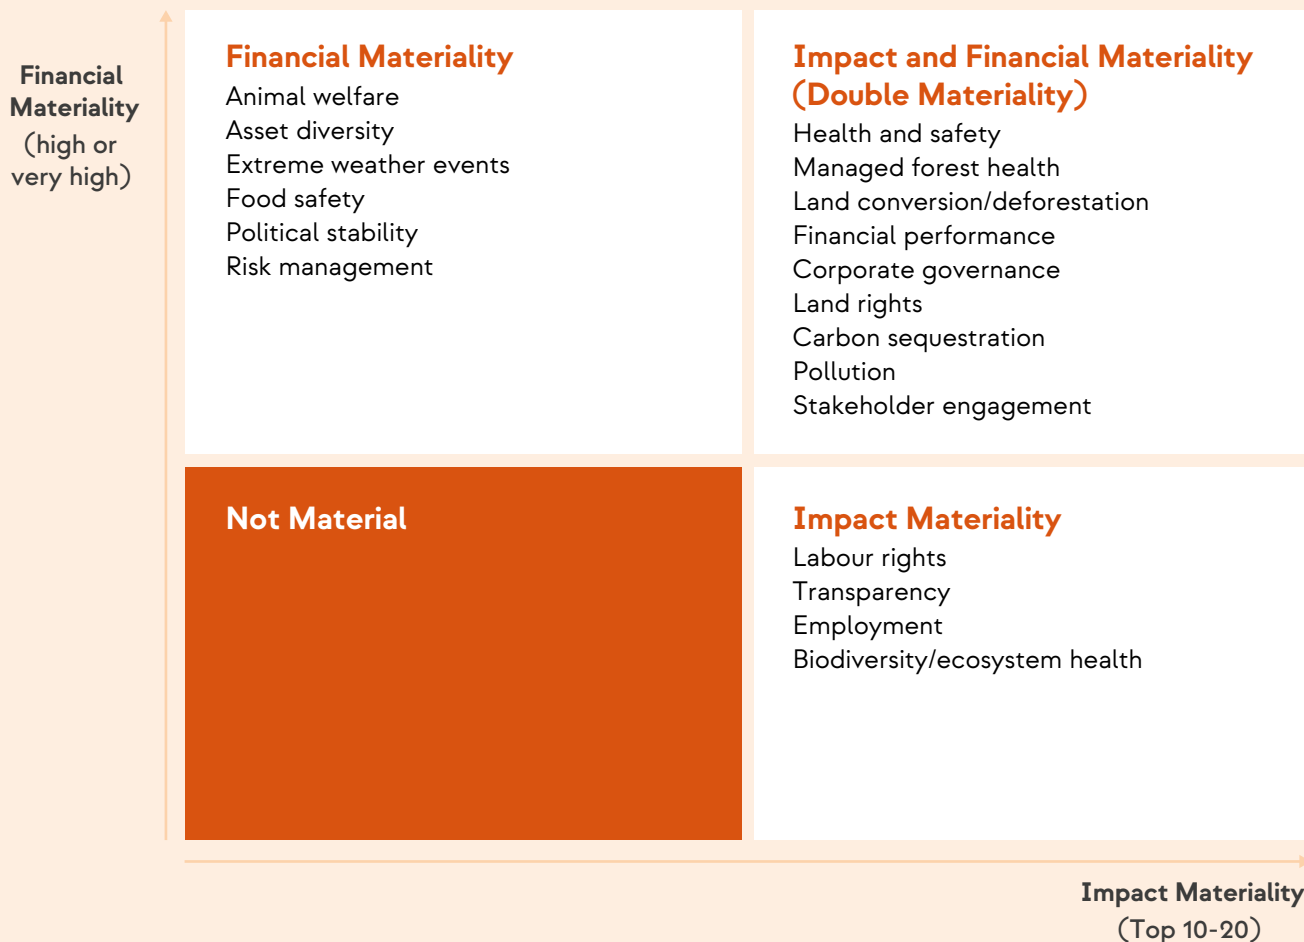 Financial
Materiality
(high or
very high)
Financial Materiality
Animal welfare
Asset diversity
Extreme weather events
Food safety
Political stability
Risk management
Impact and Financial Materiality
(Double Materiality)
Health and safety
Managed forest health
Land conversion/deforestation
Financial performance
Corporate governance
Land rights
Carbon sequestration
Pollution
Stakeholder engagement
Not Material
Impact Materiality
Labour rights
Transparency
Employment
Biodiversity/ecosystem health
Impact Materiality
(Top 10-20)